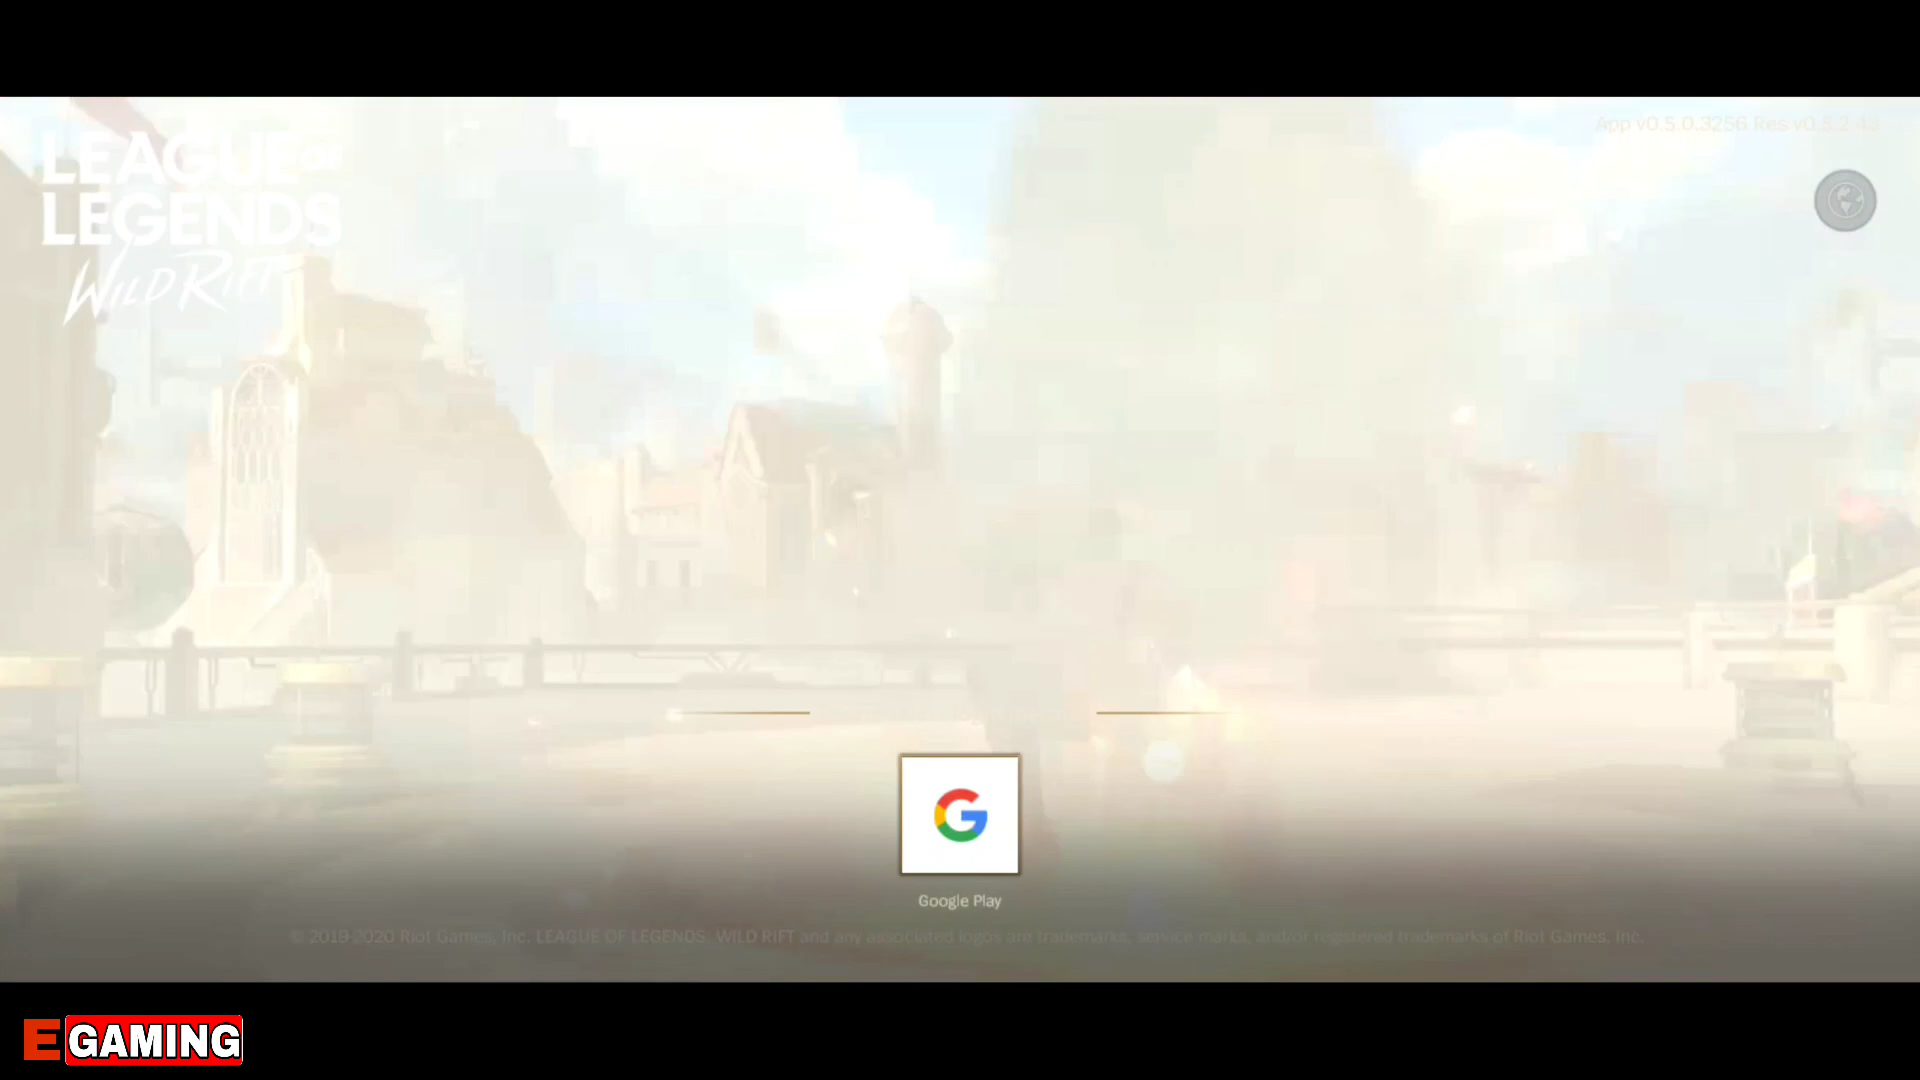 LEAGUE OF
LEGENDS
WILD RIFT
App v0.5.0.3256 Res v0.5.2.43
Google Play
© 2019-2020 Riot Games, Inc. LEAGUE OF LEGENDS: WILD RIFT and any associated logos are trademarks, service marks, and/or registered trademarks of Riot Games, Inc.
E GAMING